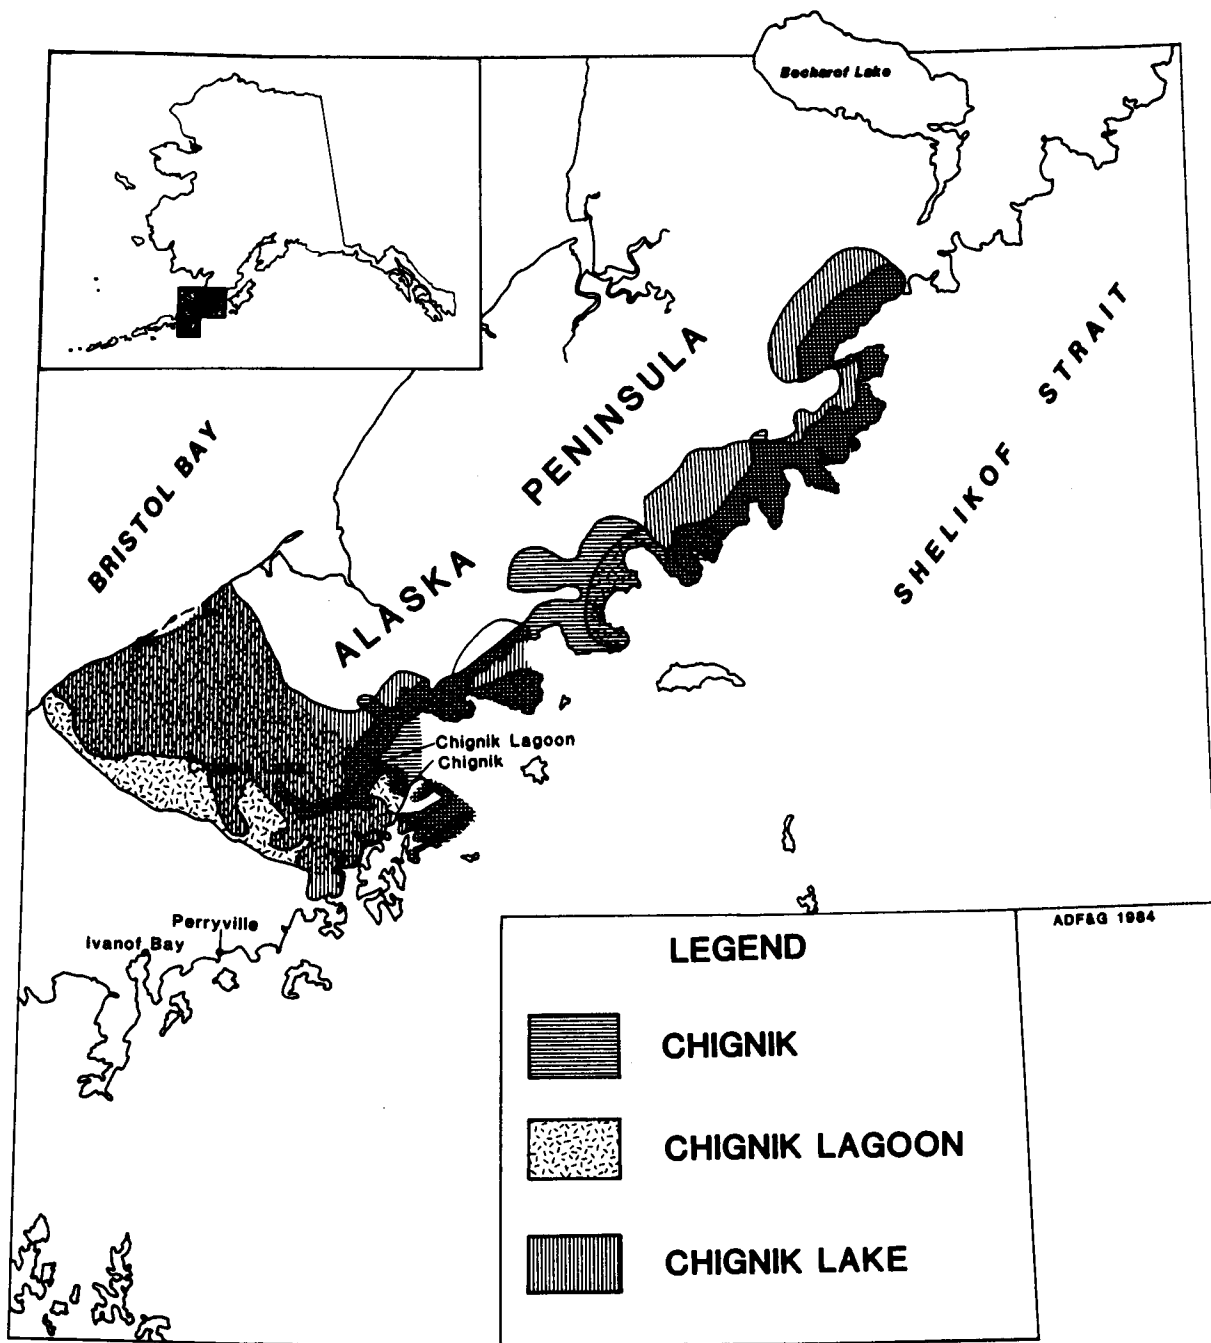 Becharof Lake
BRISTOL BAY
ALASKA
PENINSULA
SHELIKOF
STRAIT
Chignik Lagoon
Chignik
Perryville
Ivanof Bay
ADF&G 1984
LEGEND
CHIGNIK
CHIGNIK LAGOON
CHIGNIK LAKE